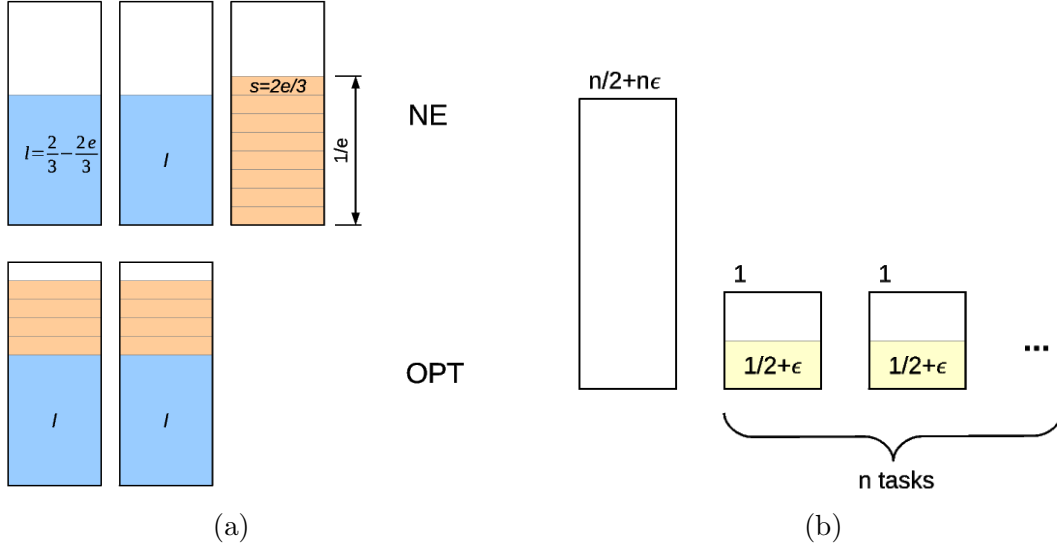 s=2e/3
l=2/3−2e/3
l
1/e
NE
l
l
OPT
(a)
n/2+nϵ
1
1
1/2+ϵ
1/2+ϵ
...
n tasks
(b)